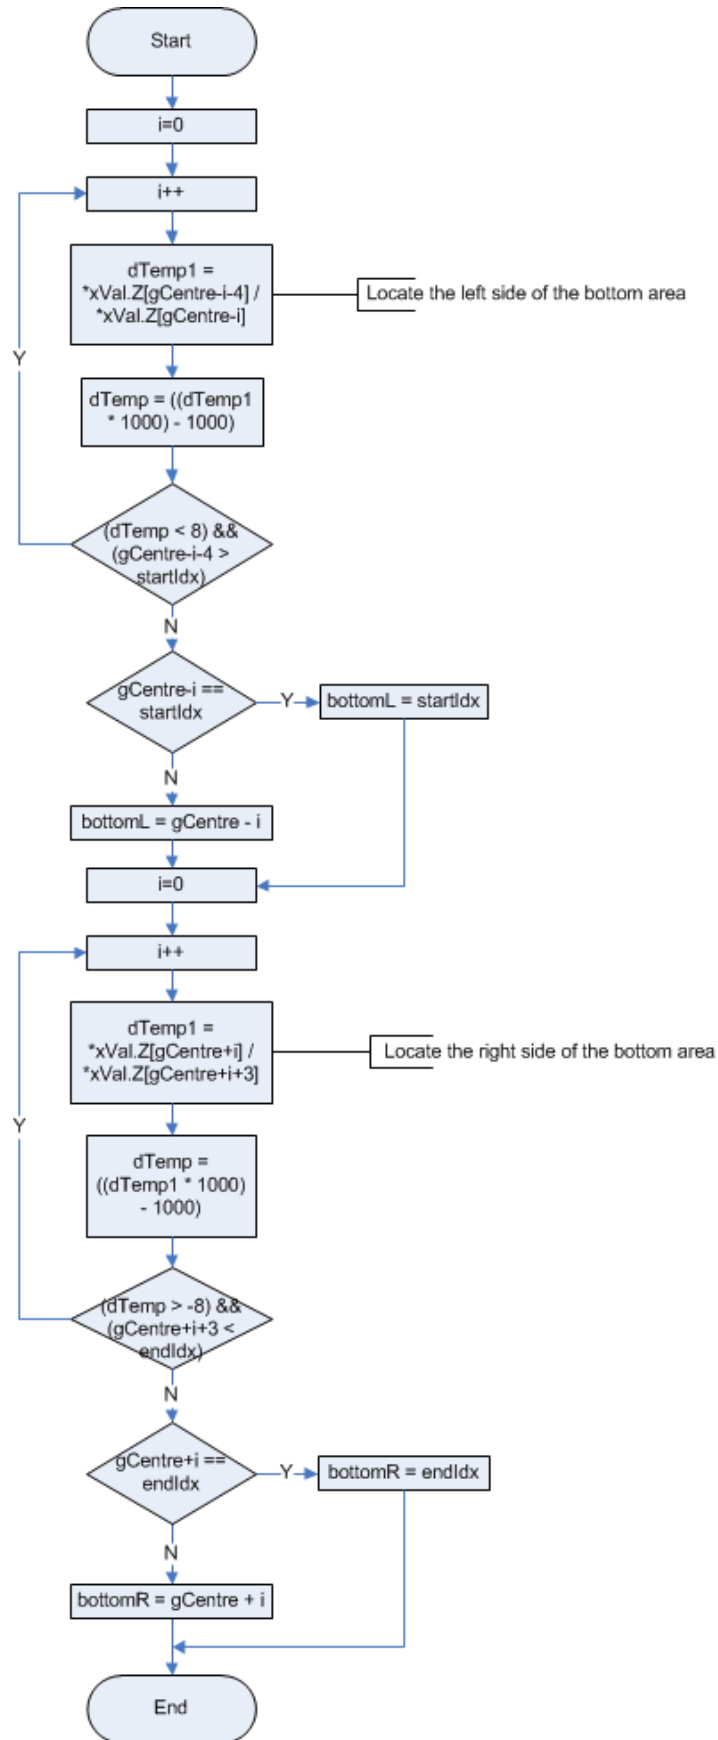 Start
i=0
i++
dTemp1 =
*xVal.Z[gCentre-i-4] /
*xVal.Z[gCentre-i]
Locate the left side of the bottom area
Y
dTemp = ((dTemp1
* 1000) - 1000)
(dTemp < 8) &&
(gCentre-i-4 >
startIdx)
N
gCentre-i ==
startIdx
Y
bottomL = startIdx
N
bottomL = gCentre - i
i=0
i++
dTemp1 =
*xVal.Z[gCentre+i] /
*xVal.Z[gCentre+i+3]
Locate the right side of the bottom area
Y
dTemp =
((dTemp1 * 1000)
- 1000)
(dTemp > -8) &&
(gCentre+i+3 <
endIdx)
N
gCentre+i ==
endIdx
Y
bottomR = endIdx
N
bottomR = gCentre + i
End